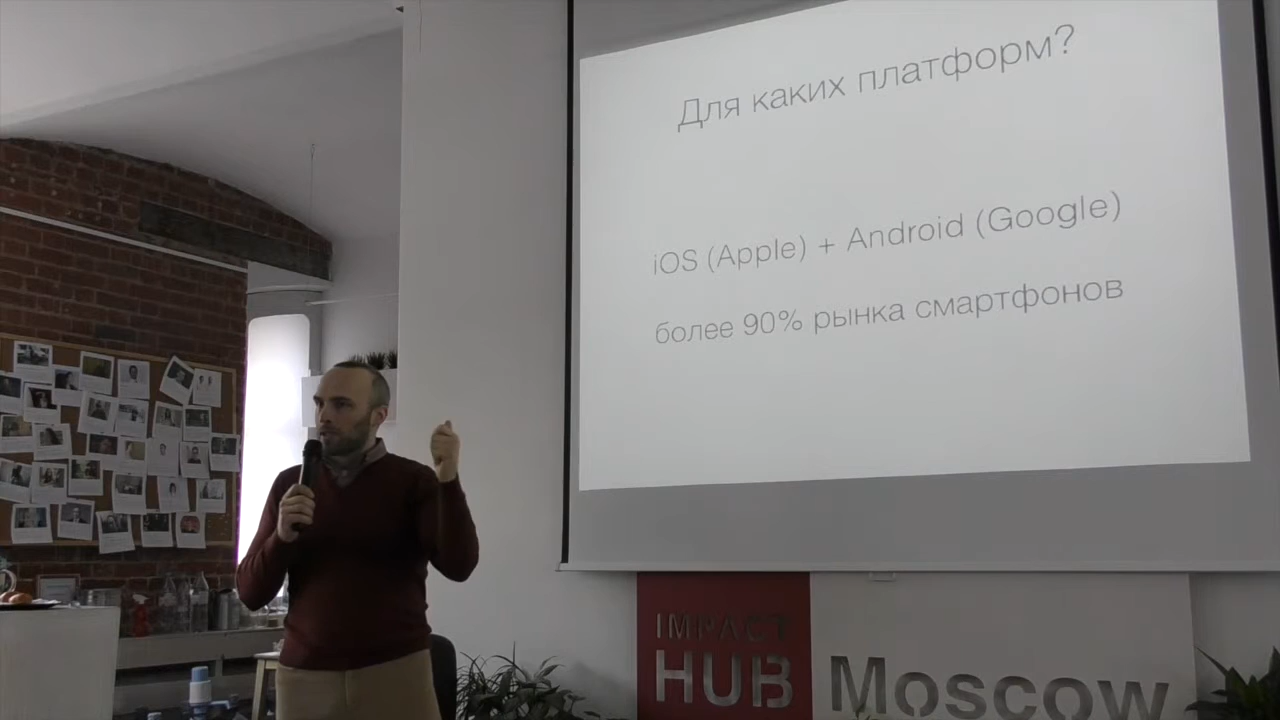 Для каких платформ?
iOS (Apple) + Android (Google)
более 90% рынка смартфонов
IMPACT
HUB Moscow